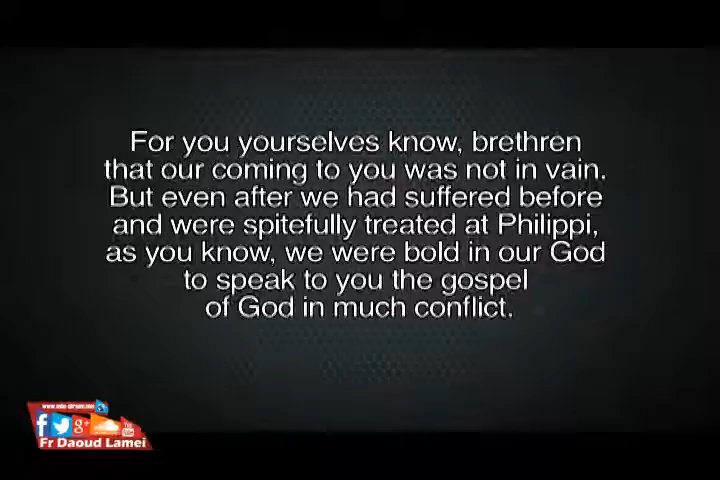 For you yourselves know, brethren
that our coming to you was not in vain.
But even after we had suffered before
and were spitefully treated at Philippi,
as you know, we were bold in our God
to speak to you the gospel
of God in much conflict.
Fr Daoud Lamei